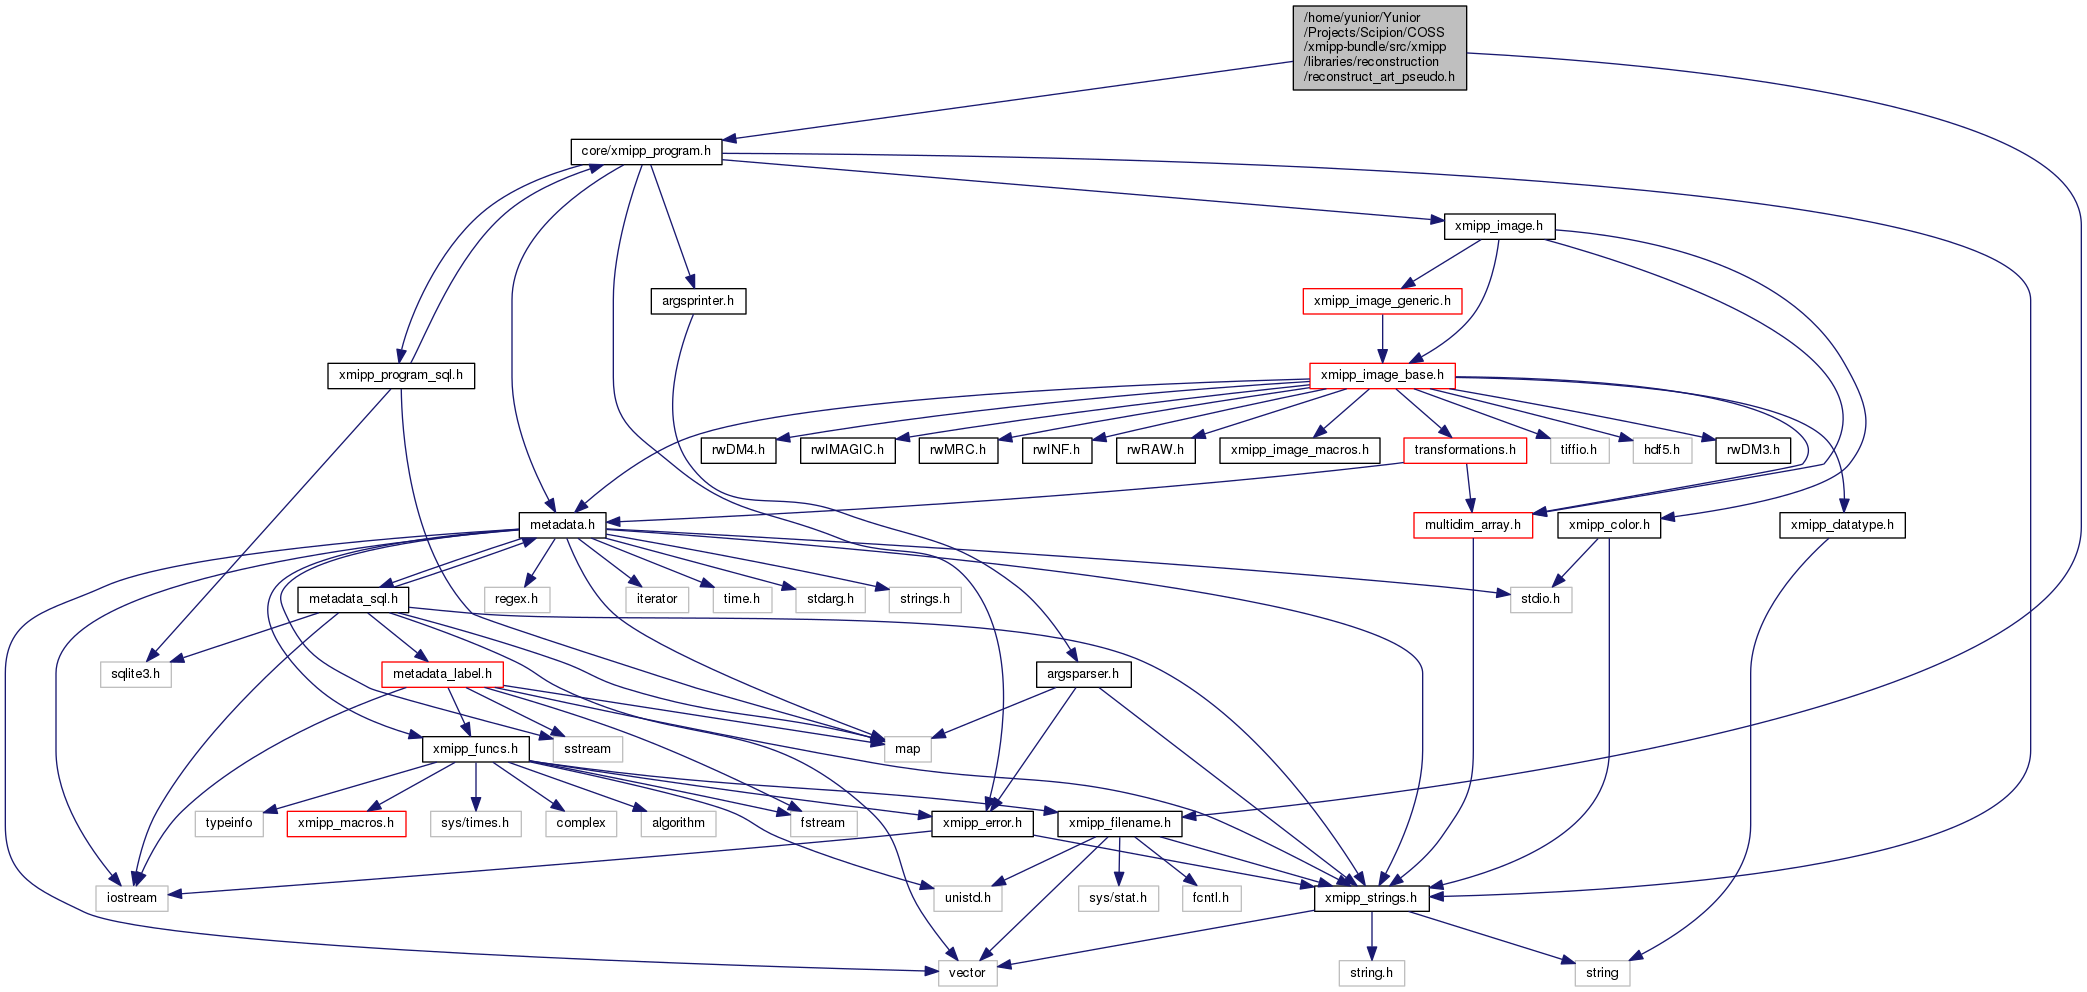 /home/yunior/Yunior
/Projects/Scipion/COSS
/xmipp-bundle/src/xmipp
/libraries/reconstruction
/reconstruct_art_pseudo.h
core/xmipp_program.h
xmipp_image.h
argsprinter.h
xmipp_image_generic.h
xmipp_program_sql.h
xmipp_image_base.h
rwDM4.h
rwIMAGIC.h
rwMRC.h
rwINF.h
rwRAW.h
xmipp_image_macros.h
transformations.h
tiffio.h
hdf5.h
rwDM3.h
metadata.h
multidim_array.h
xmipp_color.h
xmipp_datatype.h
metadata_sql.h
regex.h
iterator
time.h
stdarg.h
strings.h
stdio.h
sqlite3.h
metadata_label.h
argsparser.h
xmipp_funcs.h
sstream
map
typeinfo
xmipp_macros.h
sys/times.h
complex
algorithm
fstream
xmipp_error.h
xmipp_filename.h
iostream
unistd.h
sys/stat.h
fcntl.h
xmipp_strings.h
vector
string.h
string